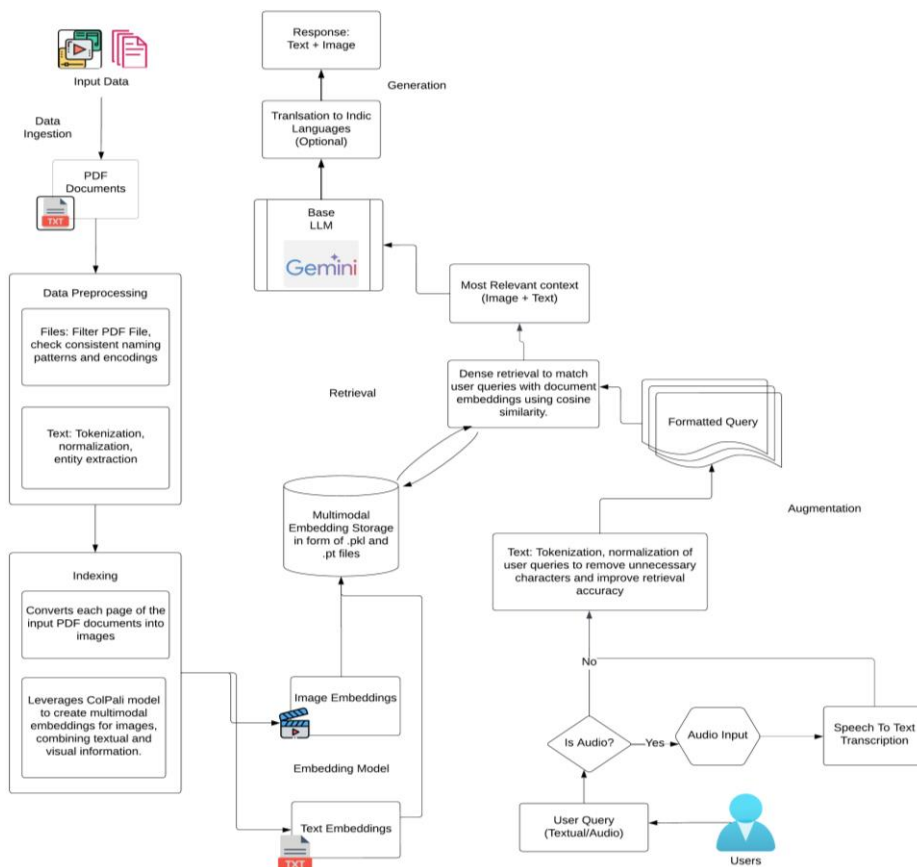 Input Data
Data
Ingestion
PDF
Documents
TXT
Data Preprocessing
Files: Filter PDF File,
check consistent naming
patterns and encodings
Text: Tokenization,
normalization,
entity extraction
Indexing
Converts each page of the
input PDF documents into
images
Leverages ColPali model
to create multimodal
embeddings for images,
combining textual and
visual information.
Image Embeddings
Embedding Model
Text Embeddings
TXT
Multimodal
Embedding Storage
in form of .pkl and
.pt files
Retrieval
Response:
Text + Image
Generation
Tranlsation to Indic
Languages
(Optional)
Base
LLM
Gemini
Most Relevant context
(Image + Text)
Dense retrieval to match
user queries with document
embeddings using cosine
similarity.
Formatted Query
Augmentation
Text: Tokenization, normalization of
user queries to remove unnecessary
characters and improve retrieval
accuracy
No
Is Audio?
Yes
Audio Input
Speech To Text
Transcription
User Query
(Textual/Audio)
Users